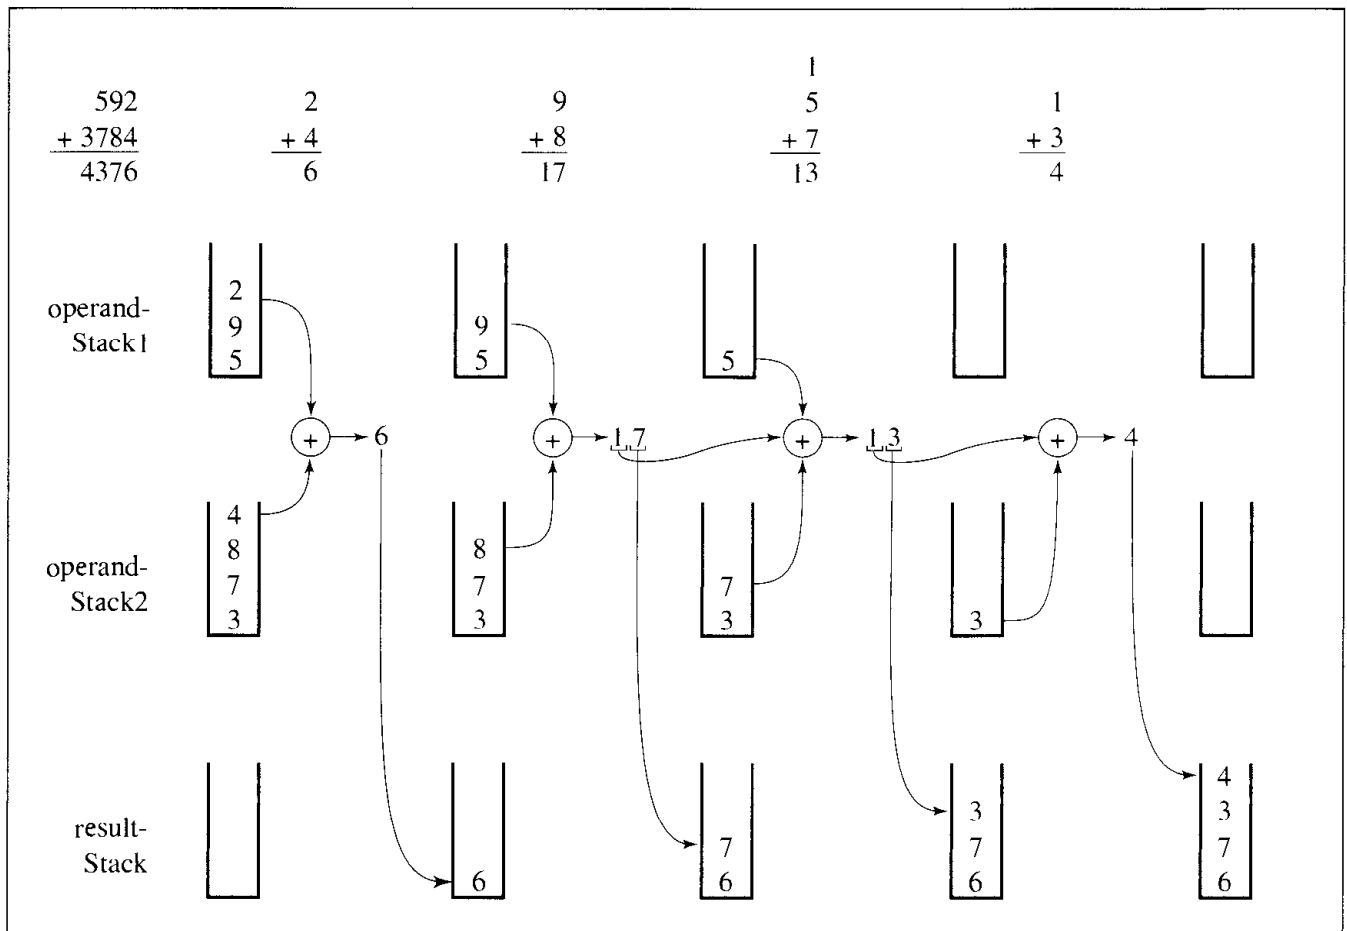 1
592 2 9 5 1
+ 3784 + 4 + 8 + 7 + 3
4376 6 17 13 4
operand-
Stack1
2
9 9
5 5 5
+ 6 + 17 + 13 + 4
operand-
Stack2
4
8 8
7 7 7
3 3 3 3
result-
Stack
4
3 3
7 7 7
6 6 6 6